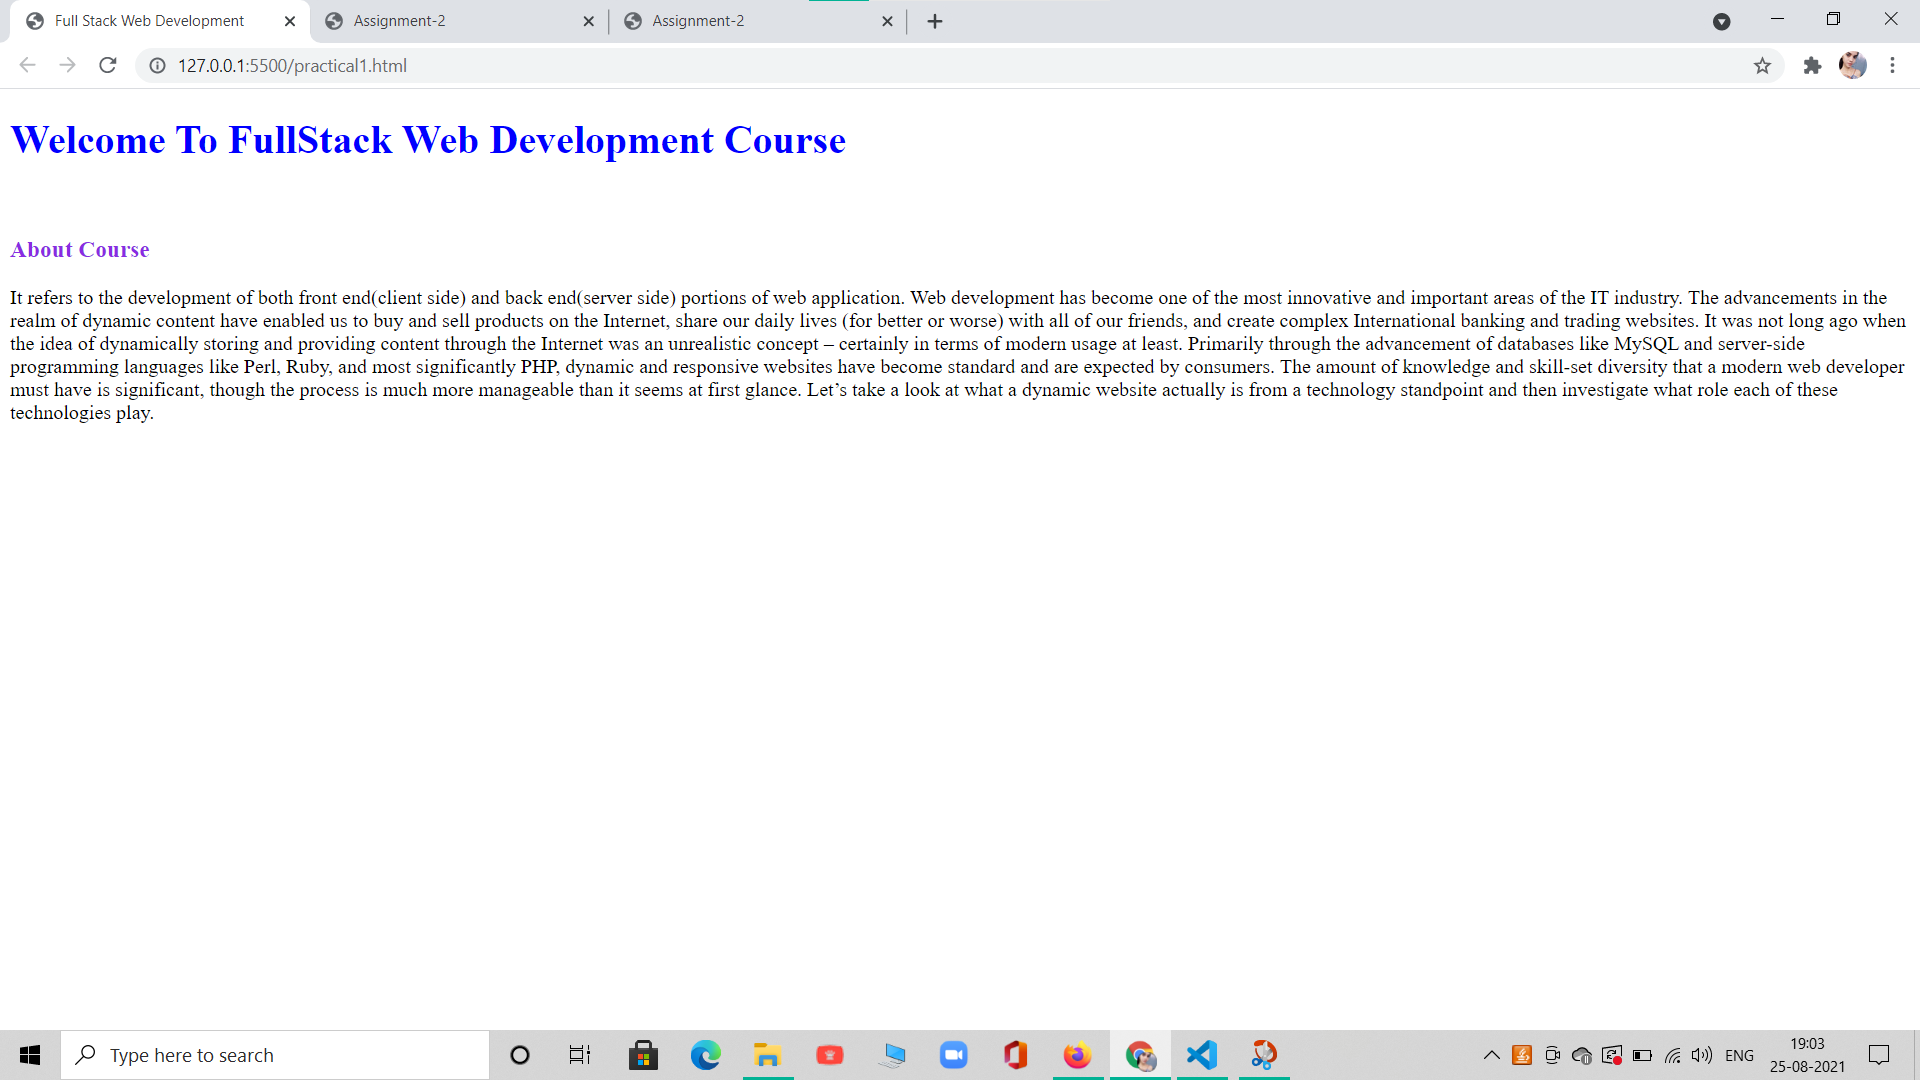 Full Stack Web Development
Assignment-2
Assignment-2
127.0.0.1:5500/practical1.html
Welcome To FullStack Web Development Course
About Course
It refers to the development of both front end(client side) and back end(server side) portions of web application. Web development has become one of the most innovative and important areas of the IT industry. The advancements in the
realm of dynamic content have enabled us to buy and sell products on the Internet, share our daily lives (for better or worse) with all of our friends, and create complex International banking and trading websites. It was not long ago when
the idea of dynamically storing and providing content through the Internet was an unrealistic concept – certainly in terms of modern usage at least. Primarily through the advancement of databases like MySQL and server-side
programming languages like Perl, Ruby, and most significantly PHP, dynamic and responsive websites have become standard and are expected by consumers. The amount of knowledge and skill-set diversity that a modern web developer
must have is significant, though the process is much more manageable than it seems at first glance. Let’s take a look at what a dynamic website actually is from a technology standpoint and then investigate what role each of these
technologies play.
Type here to search
ENG
19:03
25-08-2021